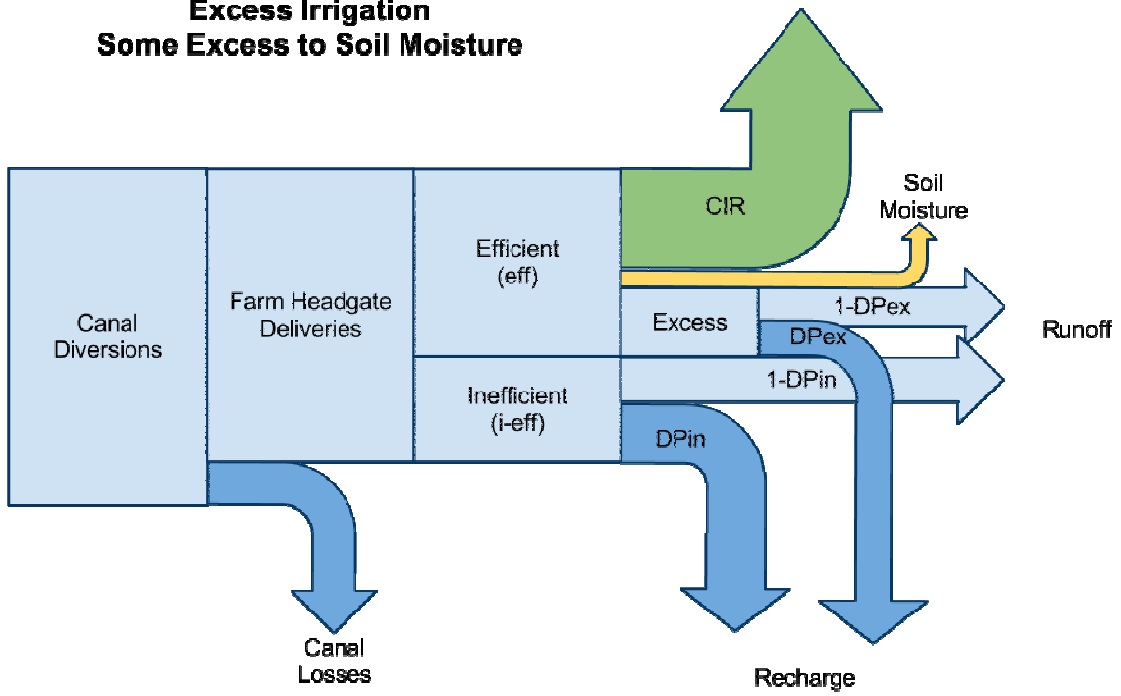 Excess Irrigation
Some Excess to Soil Moisture
CIR
Soil
Moisture
Efficient
(eff)
Farm Headgate
Deliveries
Canal
Diversions
Excess
1-DPex
DPex
Runoff
1-DPin
Inefficient
(i-eff)
DPin
Canal
Losses
Recharge